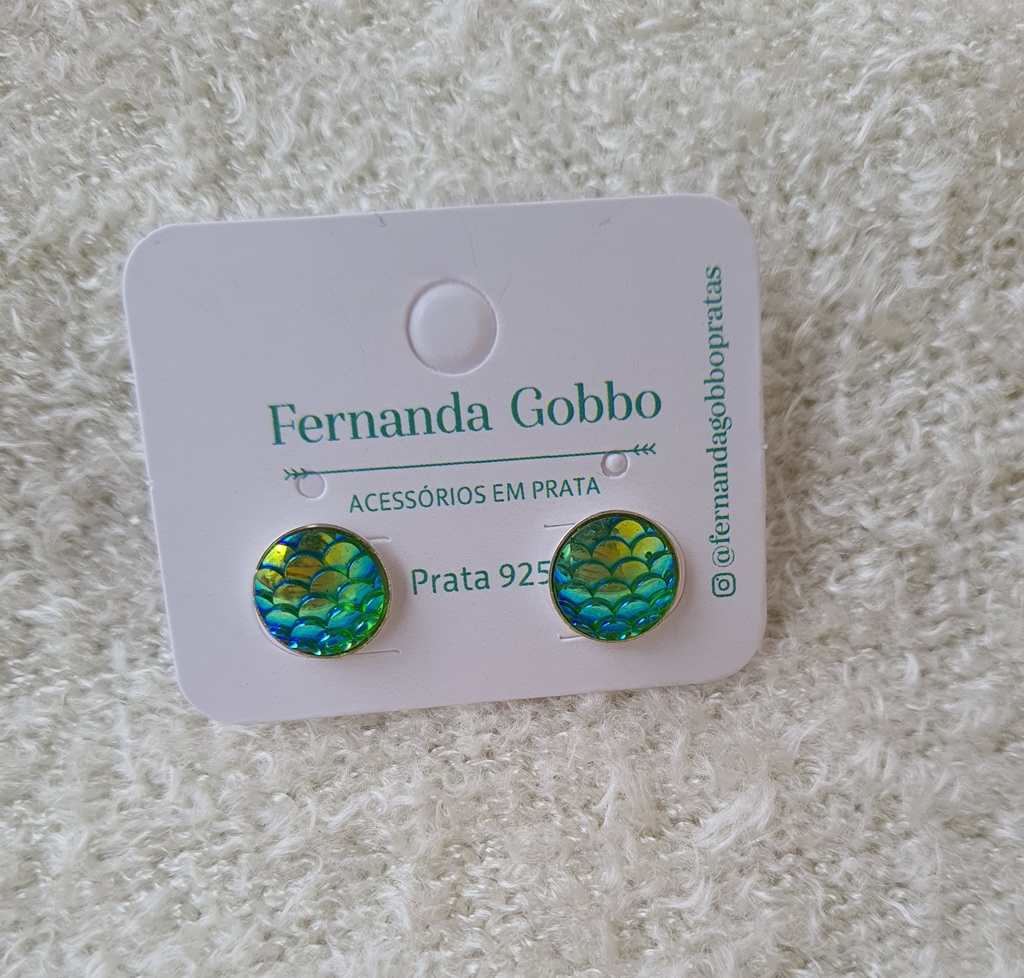 Fernanda Gobbo
ACESSÓRIOS EM PRATA
Prata 925
@fernandagobbopratas